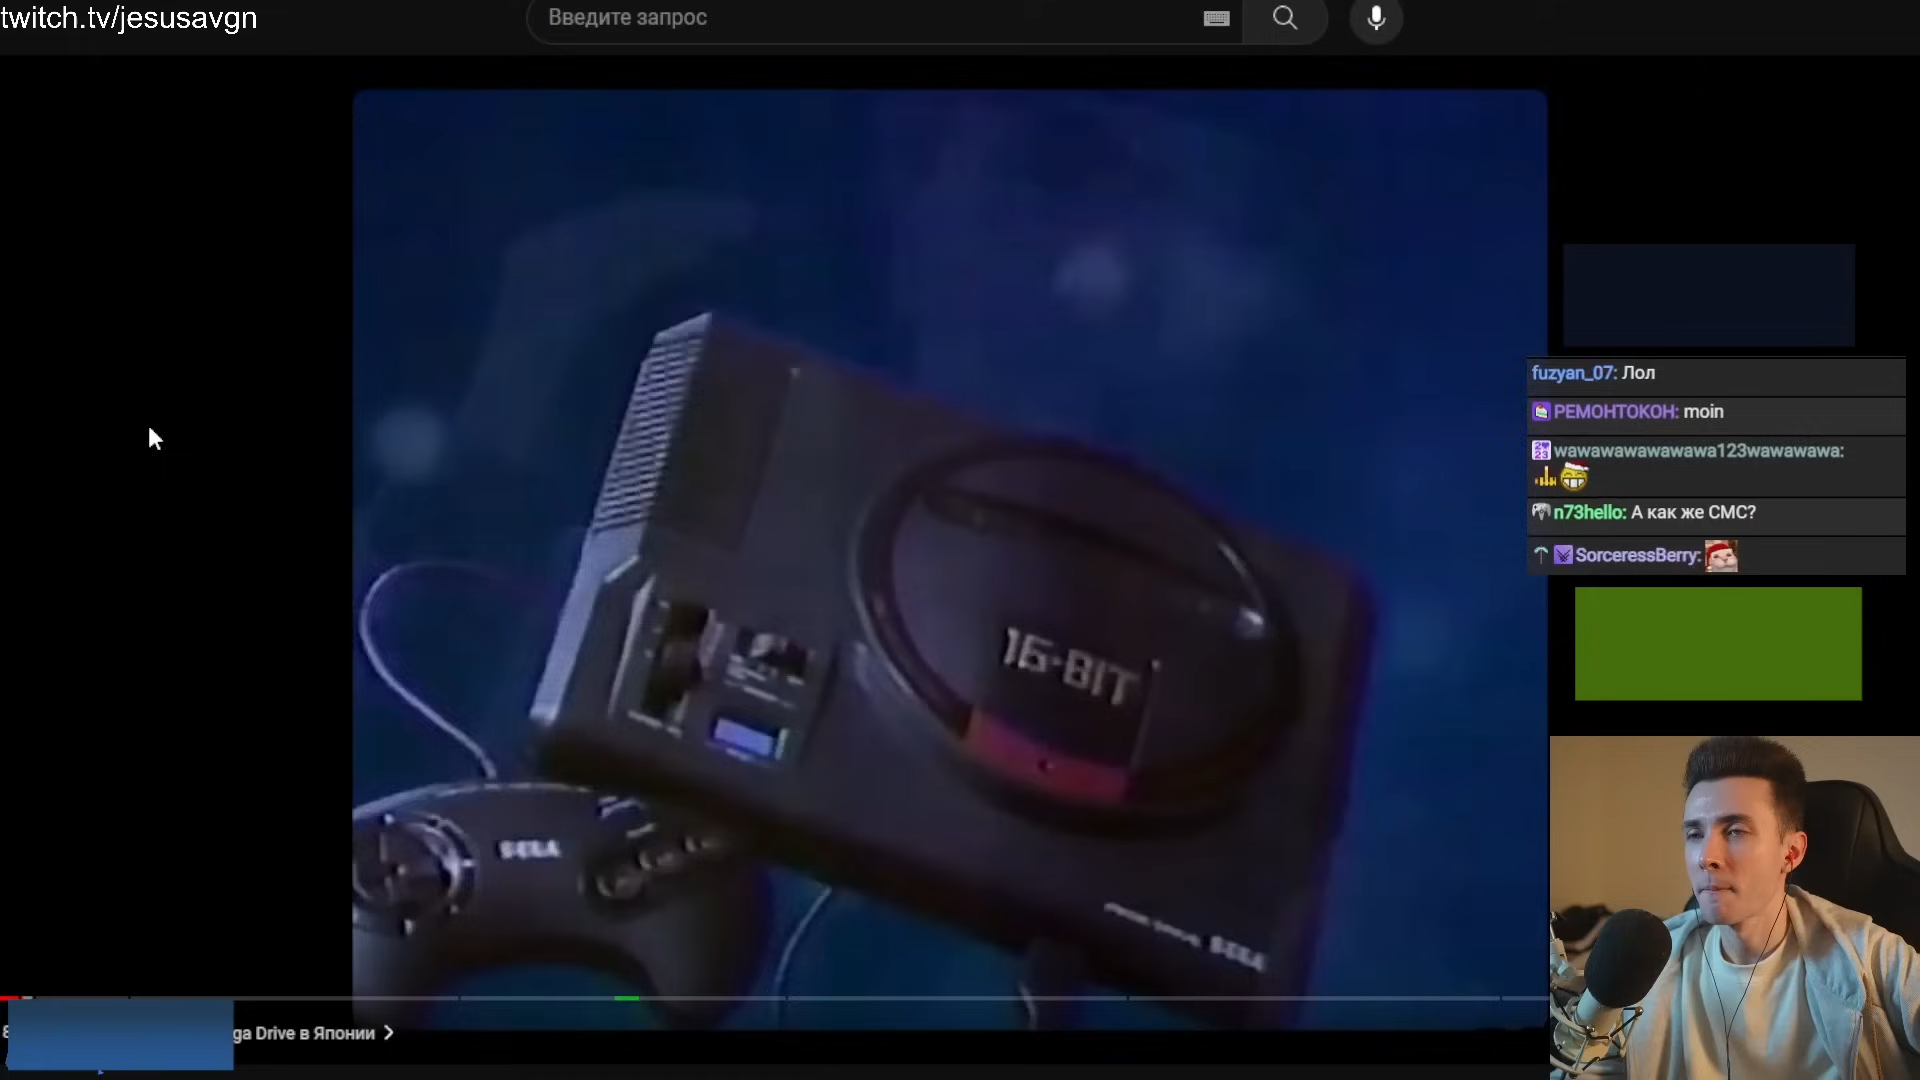 twitch.tv/jesusavgn
Введите запрос
fuzyan_07: Лол
РЕМОНТОКОН: moin
wawawawawawawa123wawawawa:
n73hello: А как же СМС?
SorceressBerry:
16-BIT
SEGA
SEGA
ga Drive в Японии